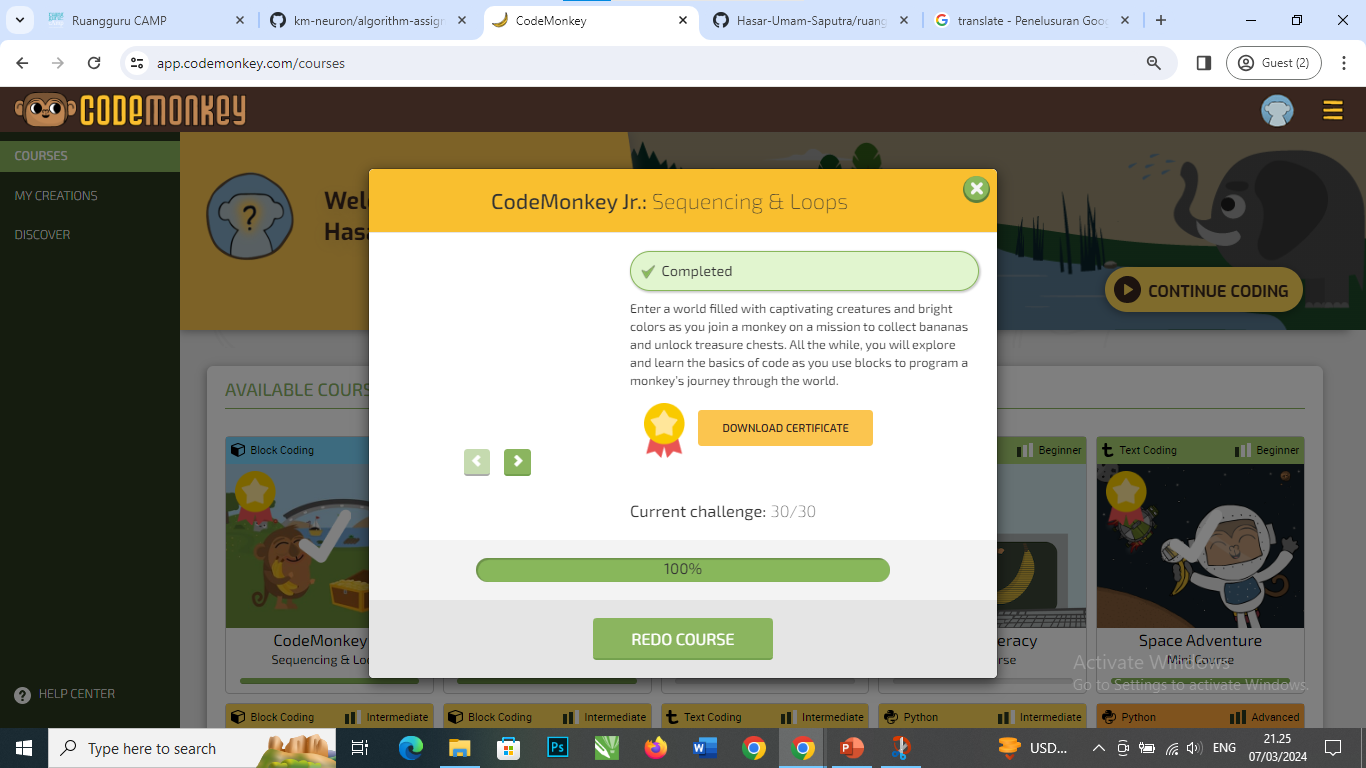 Ruangguru CAMP
km-neuron/algorithm-assign
CodeMonkey
Hasar-Umam-Saputra/ruang
translate - Penelusuran Goog
app.codemonkey.com/courses
Guest (2)
CODEMONKEY
COURSES
MY CREATIONS
DISCOVER
HELP CENTER
Wel
Hasa
CONTINUE CODING
CodeMonkey Jr.: Sequencing & Loops
Completed
Enter a world filled with captivating creatures and bright
colors as you join a monkey on a mission to collect bananas
and unlock treasure chests. All the while, you will explore
and learn the basics of code as you use blocks to program a
monkey's journey through the world.
DOWNLOAD CERTIFICATE
Current challenge: 30/30
100%
REDO COURSE
AVAILABLE COURS
Block Coding
Beginner
Text Coding
Beginner
CodeMonkey
Sequencing & Loo
eracy
rse
Space Adventure
Mini Course
Block Coding
Intermediate
Block Coding
Intermediate
Text Coding
Intermediate
Python
Intermediate
Python
Advanced
Activate Windows
Go to Settings to activate Windows.
Type here to search
USD...
ENG
21.25
07/03/2024